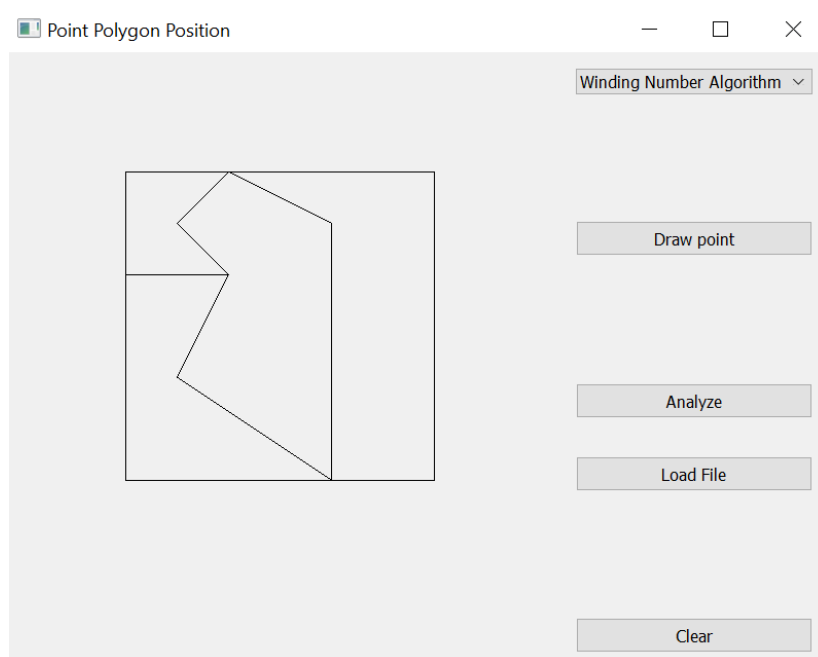 Point Polygon Position
Winding Number Algorithm
Draw point
Analyze
Load File
Clear